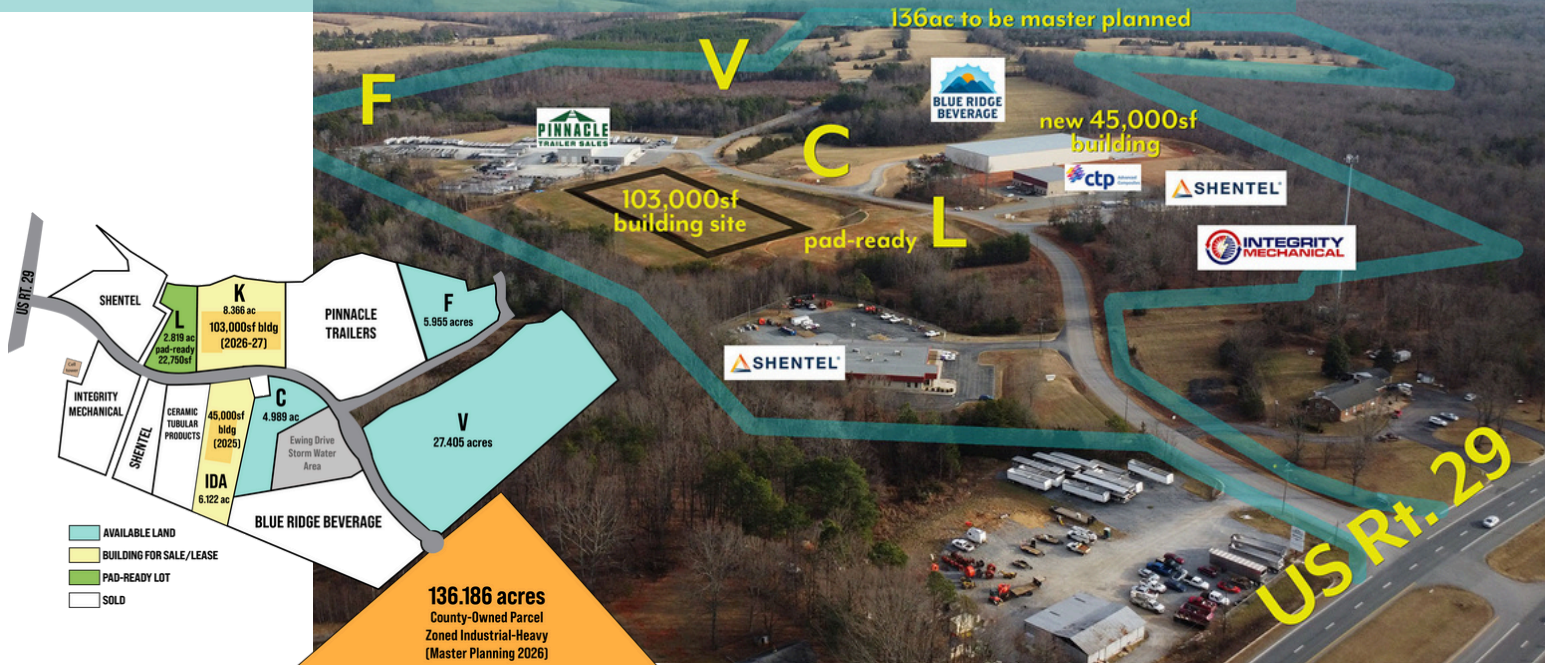 136ac to be master planned
V
F
BLUE RIDGE
BEVERAGE
PINNACLE
TRAILER SALES
new 45,000sf
building
C
ctp
Advanced
Composites
SHENTEL
103,000sf
building site
pad-ready
L
INTEGRITY
MECHANICAL
SHENTEL
US Rt. 29
US RT. 29
SHENTEL
L
2.819 ac
pad-ready
22,750sf
K
8.366 ac
103,000sf bldg
(2026-27)
PINNACLE
TRAILERS
F
5.955 acres
Cell
tower
INTEGRITY
MECHANICAL
SHENTEL
CERAMIC
TUBULAR
PRODUCTS
45,000sf
bldg
(2025)
IDA
6.122 ac
C
4.989 ac
Ewing Drive
Storm Water
Area
V
27.405 acres
BLUE RIDGE BEVERAGE
AVAILABLE LAND
BUILDING FOR SALE/LEASE
PAD-READY LOT
SOLD
136.186 acres
County-Owned Parcel
Zoned Industrial-Heavy
(Master Planning 2026)